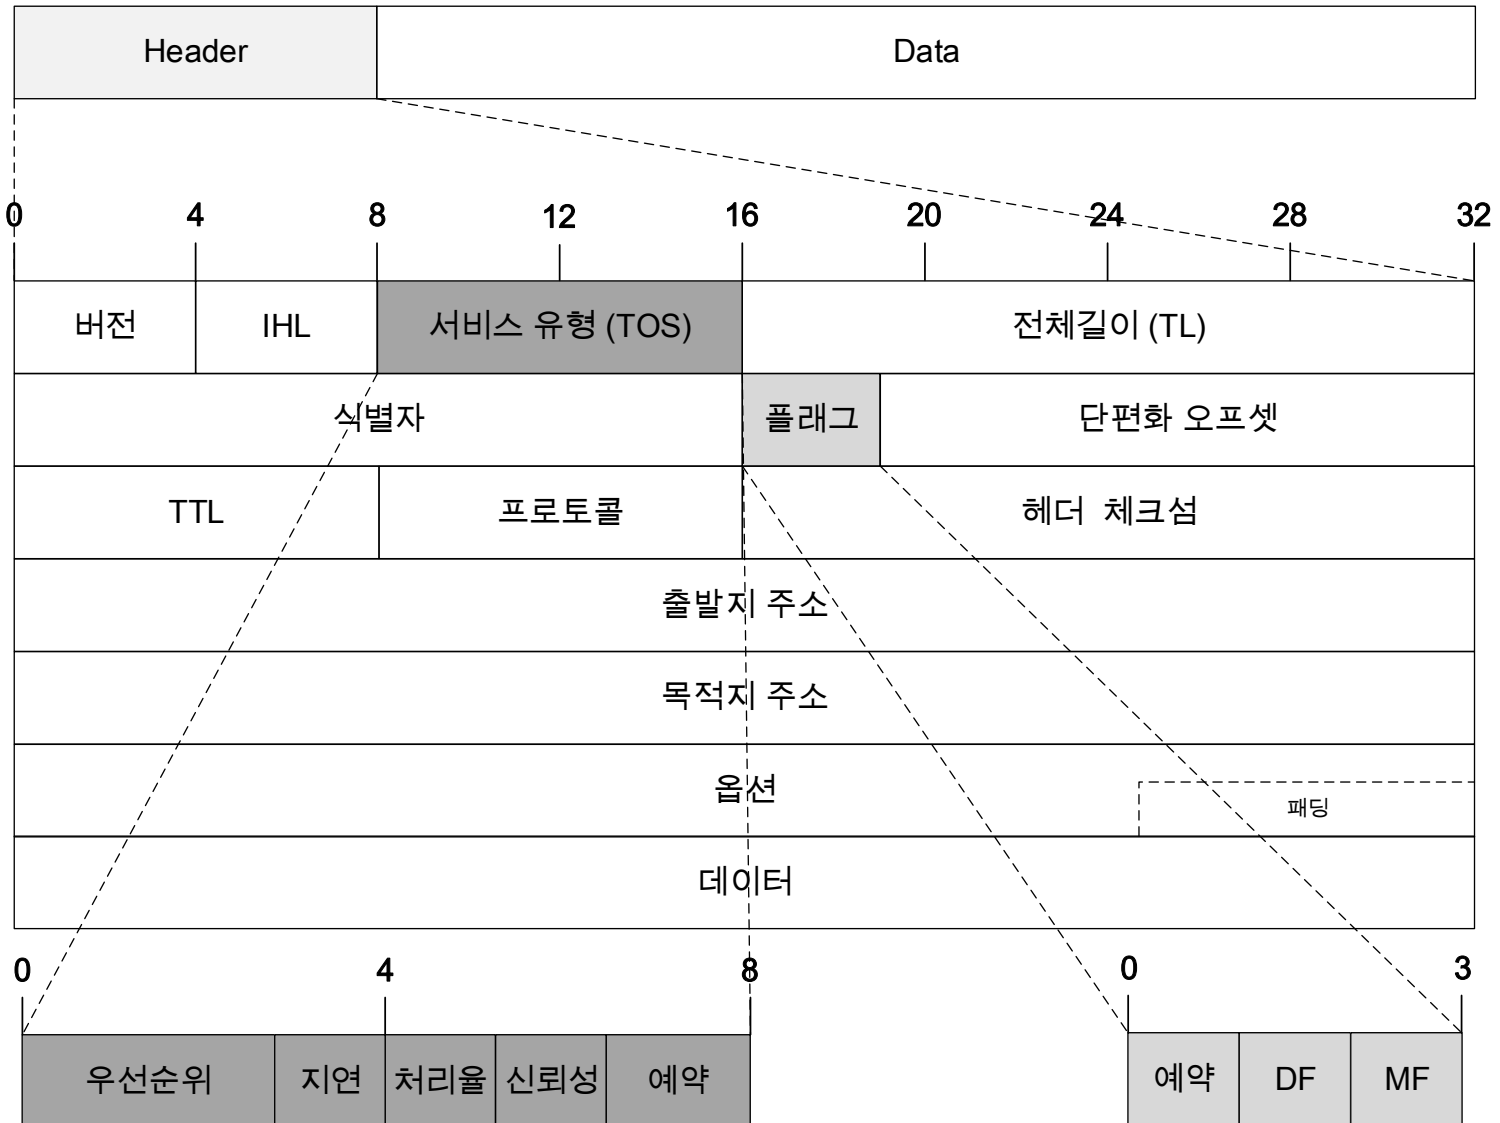 Header Data
0 4 8 12 16 20 24 28 32
버전 IHL 서비스 유형 (TOS) 전체길이 (TL)
식별자 플래그 단편화 오프셋
TTL 프로토콜 헤더 체크섬
출발지 주소
목적지 주소
옵션
패딩
데이터
0 4 8 0 3
우선순위 지연 처리율 신뢰성 예약 예약 DF MF